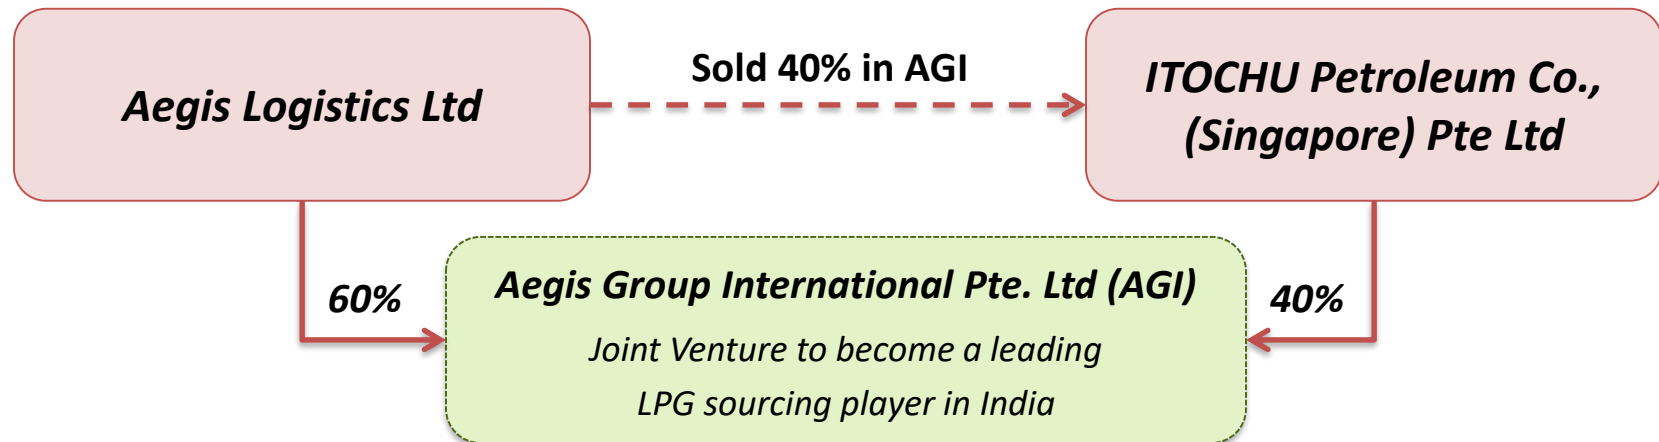 Aegis Logistics Ltd
Sold 40% in AGI
ITOCHU Petroleum Co.,
(Singapore) Pte Ltd
60%
Aegis Group International Pte. Ltd (AGI)
Joint Venture to become a leading
LPG sourcing player in India
40%